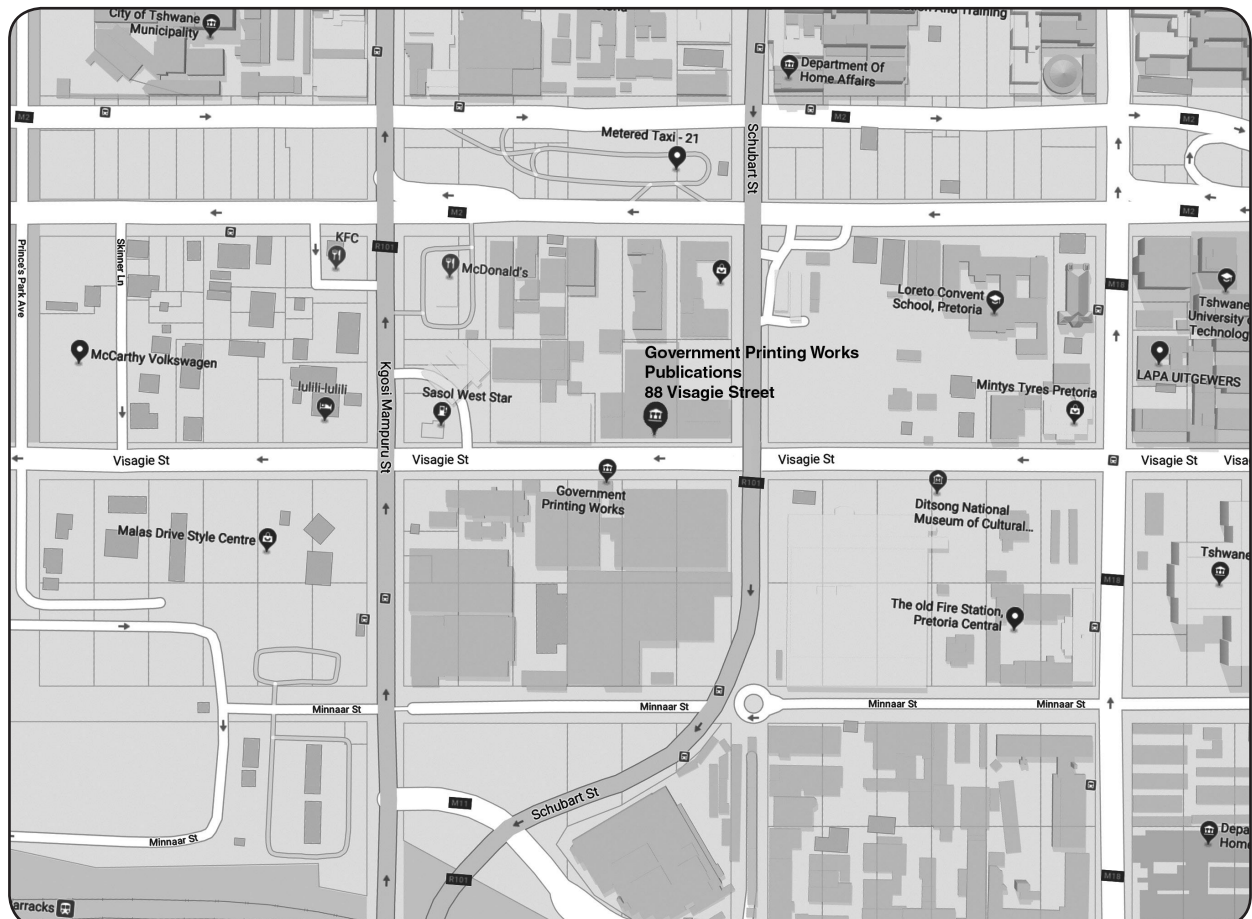 City of Tshwane
Municipality
And Training
Department Of
Home Affairs
M2
M2
M2
Metered Taxi - 21
Schubart St
M2
M2
Prince's Park Ave
Skinner Ln
KFC
R101
McDonald's
Loreto Convent
School, Pretoria
M18
Tshwane
University
Technolog
McCarthy Volkswagen
Government Printing Works
Publications
88 Visagie Street
LAPA UITGEWERS
Iulili-Iulili
Kgosi Mampuru St
Sasol West Star
Mintys Tyres Pretoria
Visagie St
Visagie St
Visagie St
Visagie St
Visa
Government
Printing Works
R101
Ditsong National
Museum of Cultural...
Malas Drive Style Centre
Tshwane
M18
The old Fire Station,
Pretoria Central
Minnaar St
Minnaar St
Minnaar St
Minnaar St
M11
Schubart St
Minnaar St
Depa
Home
R101
M18
arracks